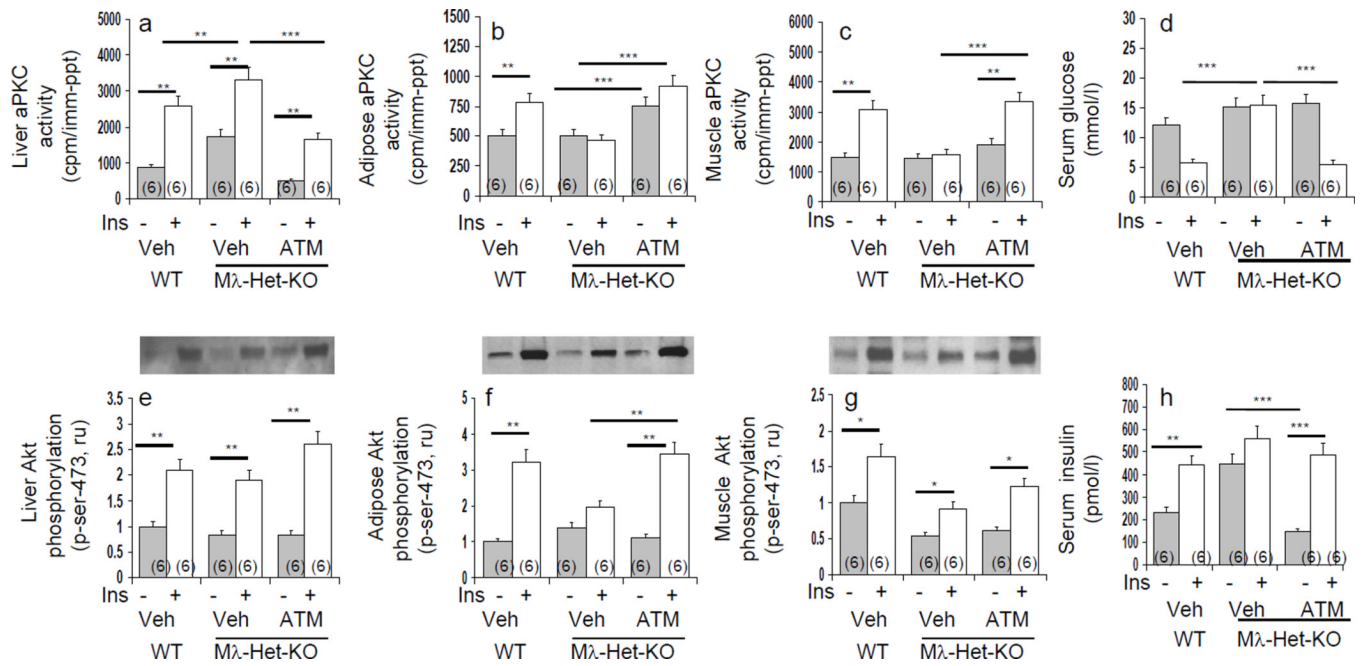 a
Liver aPKC
activity
(cpm/imm-ppt)
5000
4000
3000
2000
1000
0
** ***
** ** **
(6) (6) (6) (6) (6) (6)
Ins - + - + - +
Veh Veh ATM
WT Mλ-Het-KO
b
Adipose aPKC
activity
(cpm/imm-ppt)
1500
1250
1000
750
500
250
0
** *** ***
(6) (6) (6) (6) (6) (6)
Ins - + - + - +
Veh Veh ATM
WT Mλ-Het-KO
c
Muscle aPKC
activity
(cpm/imm-ppt)
6000
5000
4000
3000
2000
1000
0
***
** **
(6) (6) (6) (6) (6) (6)
Ins - + - + - +
Veh Veh ATM
WT Mλ-Het-KO
d
Serum glucose
(mmol/l)
30
25
20
15
10
5
0
*** ***
(6) (6) (6) (6) (6) (6)
Ins - + - + - +
Veh Veh ATM
WT Mλ-Het-KO
e
Liver Akt
phosphorylation
(p-ser-473, ru)
4
3.5
3
2.5
2
1.5
1
0.5
0
** ** **
(6) (6) (6) (6) (6) (6)
Ins - + - + - +
Veh Veh ATM
WT Mλ-Het-KO
f
Adipose Akt
phosphorylation
(p-ser-473, ru)
5
4
3
2
1
0
** ** **
(6) (6) (6) (6) (6) (6)
Ins - + - + - +
Veh Veh ATM
WT Mλ-Het-KO
g
Muscle Akt
phosphorylation
(p-ser-473, ru)
2.5
2
1.5
1
0.5
0
* * *
(6) (6) (6) (6) (6) (6)
Ins - + - + - +
Veh Veh ATM
WT Mλ-Het-KO
h
Serum insulin
(pmol/l)
800
700
600
500
400
300
200
100
0
***
** ***
(6) (6) (6) (6) (6) (6)
Ins - + - + - +
Veh Veh ATM
WT Mλ-Het-KO